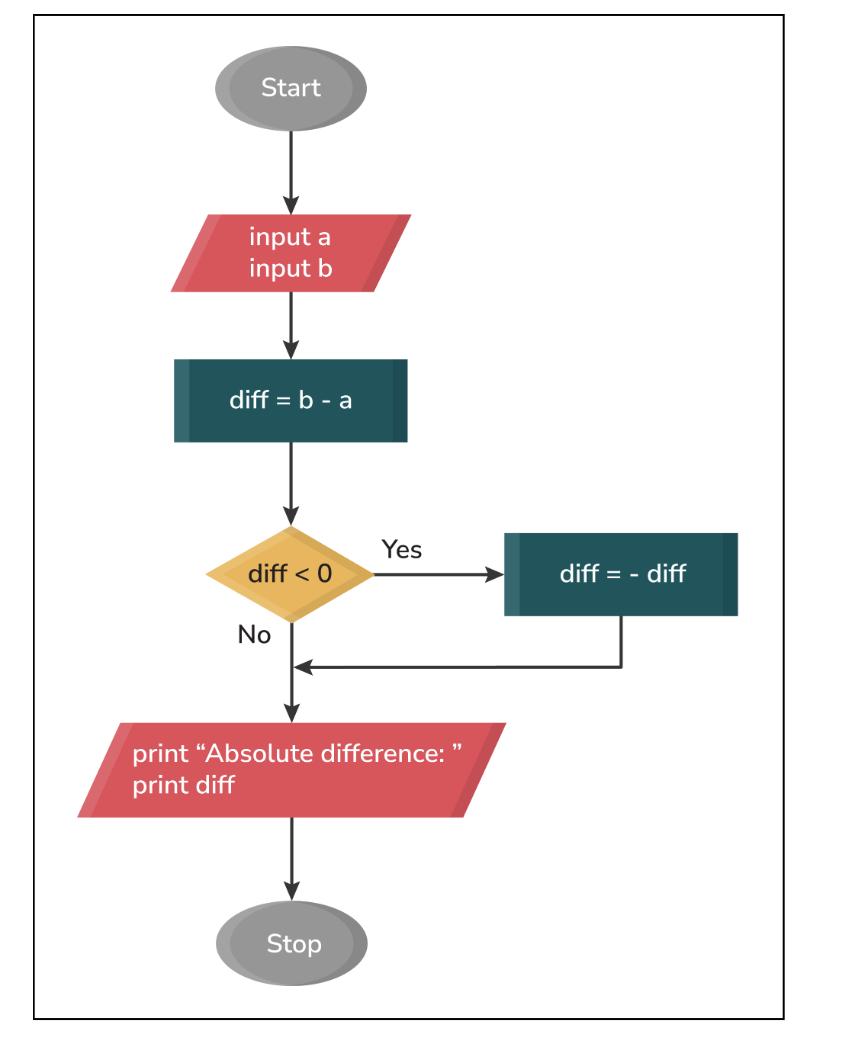 Start
input a
input b
diff = b - a
diff < 0
Yes
diff = - diff
No
print “Absolute difference: ”
print diff
Stop